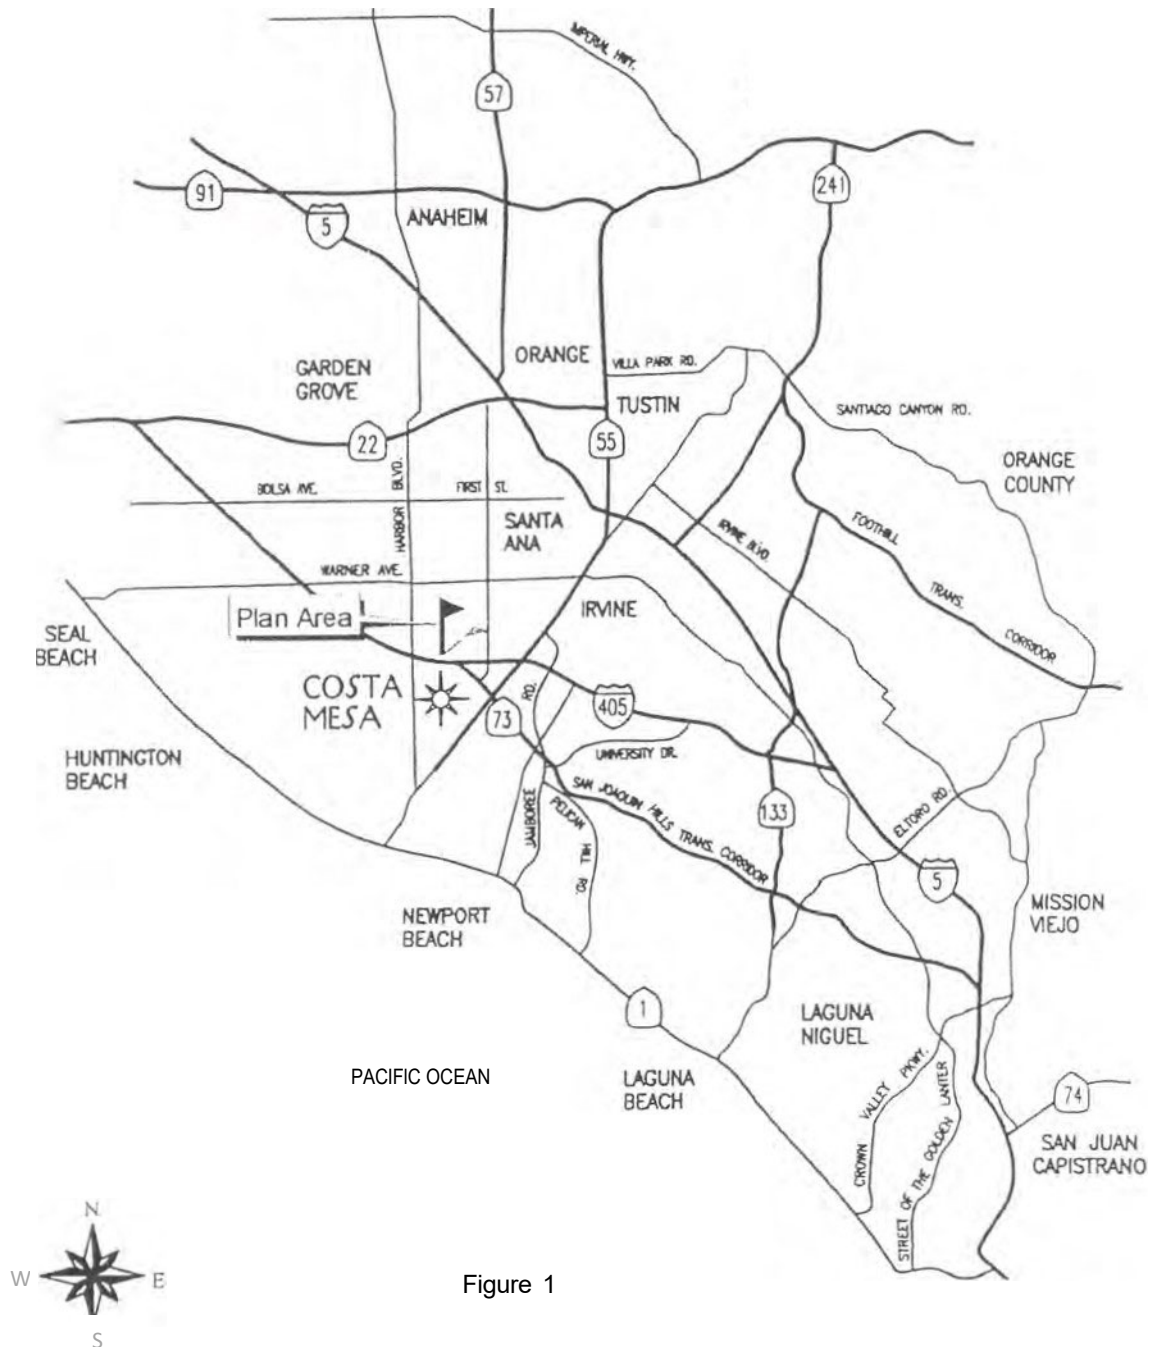 IMPERIAL HWY.
57
91
5
241
ANAHEIM
ORANGE
VILLA PARK RD.
GARDEN
GROVE
TUSTIN
SANTIAGO CANYON RD.
22
55
ORANGE
COUNTY
HARBOR BLVD.
BOLSA AVE.
FIRST ST.
SANTA
ANA
IRVINE BLVD.
FOOTHILL
TRANS.
CORRIDOR
WARNER AVE.
Plan Area
IRVINE
SEAL
BEACH
COSTA
MESA
RD.
73
405
HUNTINGTON
BEACH
UNIVERSITY DR.
SAN JOAQUIN HILLS TRANS. CORRIDOR
JAMBOREE
PELICAN
HILL RD.
133
ELTORO RD.
5
NEWPORT
BEACH
MISSION
VIEJO
1
LAGUNA
NIGUEL
PACIFIC OCEAN
LAGUNA
BEACH
CROWN VALLEY PKWY.
STREET OF THE GOLDEN LANTER
74
SAN JUAN
CAPISTRANO
N
W E
S
Figure 1